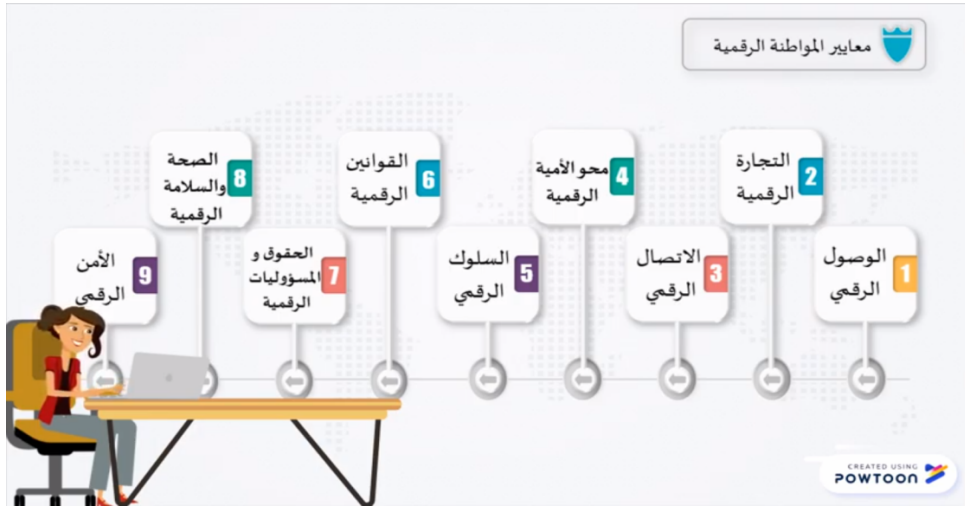 معايير المواطنة الرقمية
1
الوصول
الرقمي
2
التجارة
الرقمية
3
الاتصال
الرقمي
4
محو الأمية
الرقمية
5
السلوك
الرقمي
6
القوانين
الرقمية
7
الحقوق و
المسؤوليات
الرقمية
8
الصحة
والسلامة
الرقمية
9
الأمن
الرقمي
CREATED USING
POWTOON